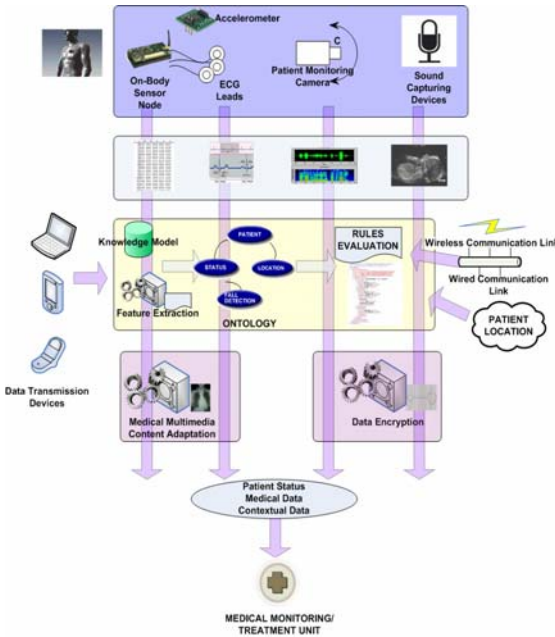 Accelerometer
C
On-Body
Sensor
Node
ECG
Leads
Patient Monitoring
Camera
Sound
Capturing
Devices
Knowledge Model
Feature Extraction
PATIENT
STATUS
LOCATION
FALL
DETECTION
ONTOLOGY
RULES
EVALUATION
Wireless Communication Link
Wired Communication
Link
PATIENT
LOCATION
Data Transmission
Devices
Medical Multimedia
Content Adaptation
Data Encryption
Patient Status
Medical Data
Contextual Data
MEDICAL MONITORING/
TREATMENT UNIT